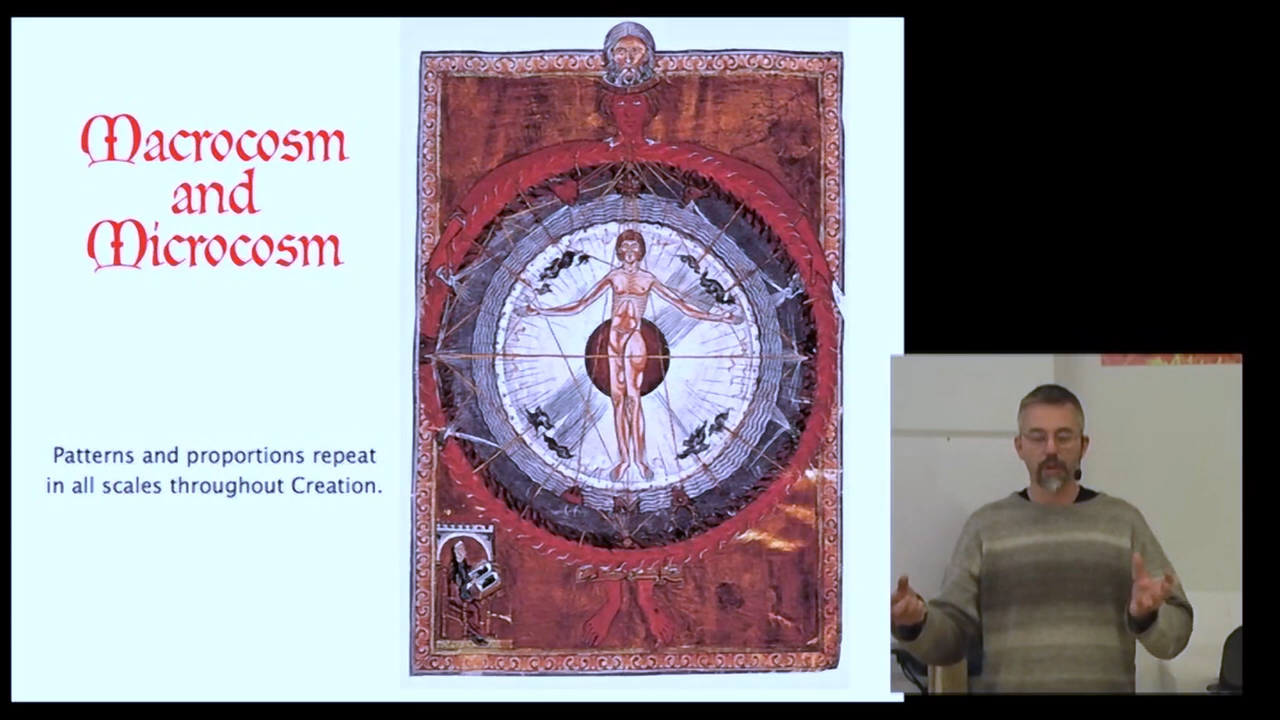 Macrocosm
and
Microcosm
Patterns and proportions repeat
in all scales throughout Creation.